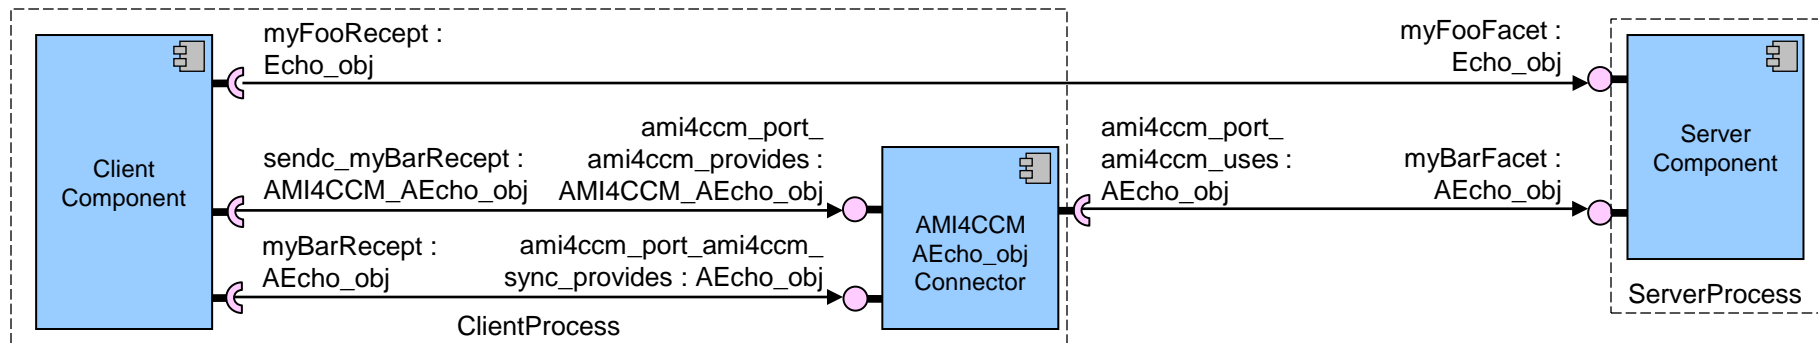 myFooRecept :
Echo_obj
myFooFacet :
Echo_obj
Client
Component
sendc_myBarRecept :
AMI4CCM_AEcho_obj
ami4ccm_port_
ami4ccm_provides :
AMI4CCM_AEcho_obj
myBarRecept :
AEcho_obj
ami4ccm_port_ami4ccm_
sync_provides : AEcho_obj
AMI4CCM
AEcho_obj
Connector
ami4ccm_port_
ami4ccm_uses :
AEcho_obj
myBarFacet :
AEcho_obj
Server
Component
ClientProcess
ServerProcess